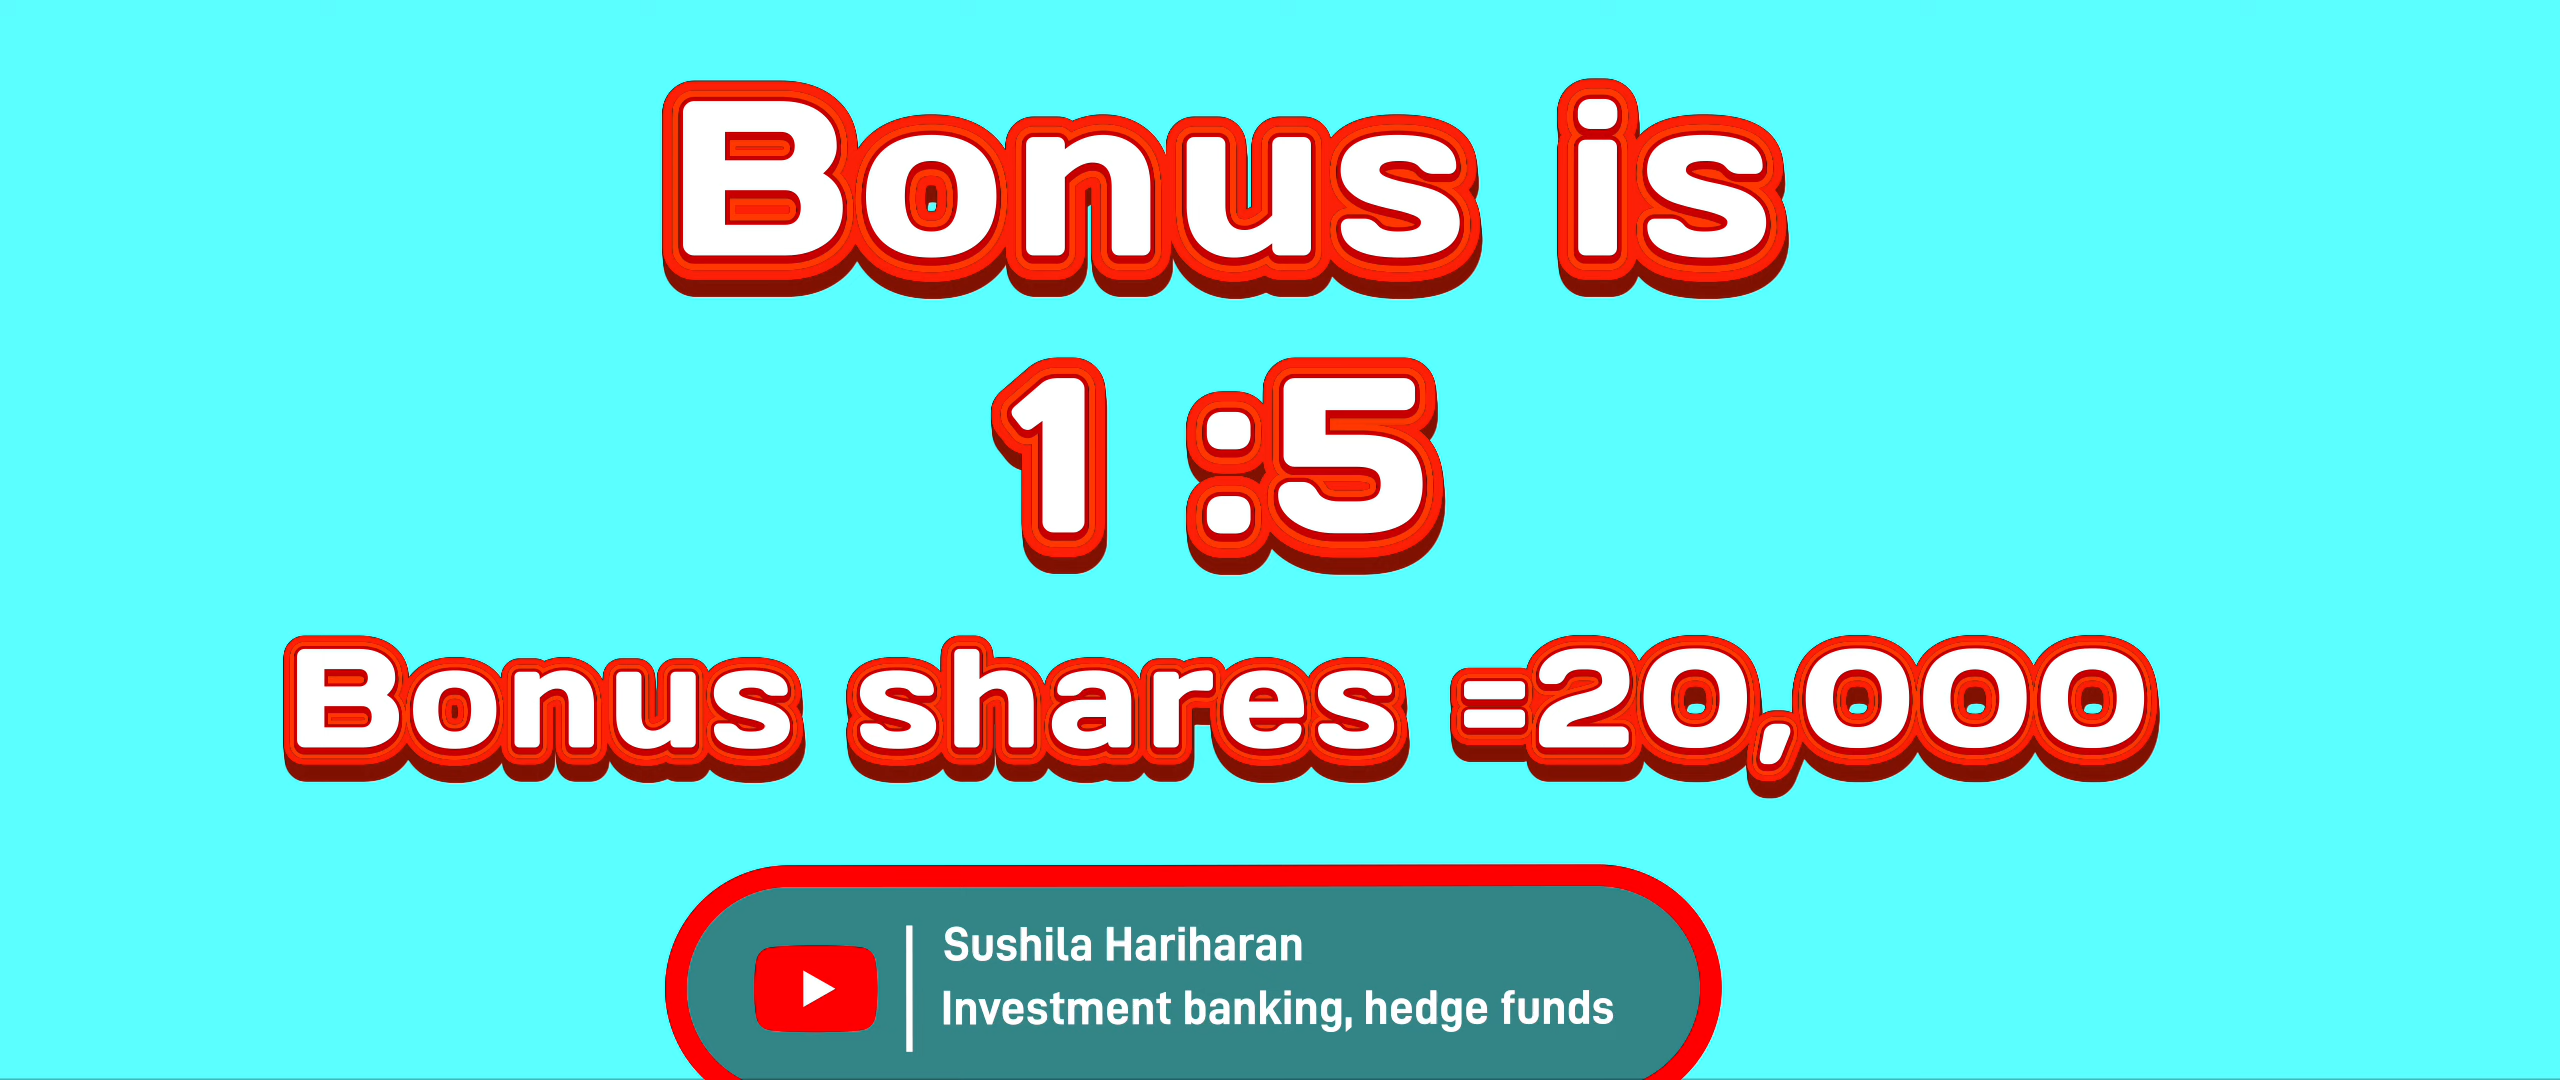 Bonus is
1 :5
Bonus shares =20,000
Sushila Hariharan
Investment banking, hedge funds